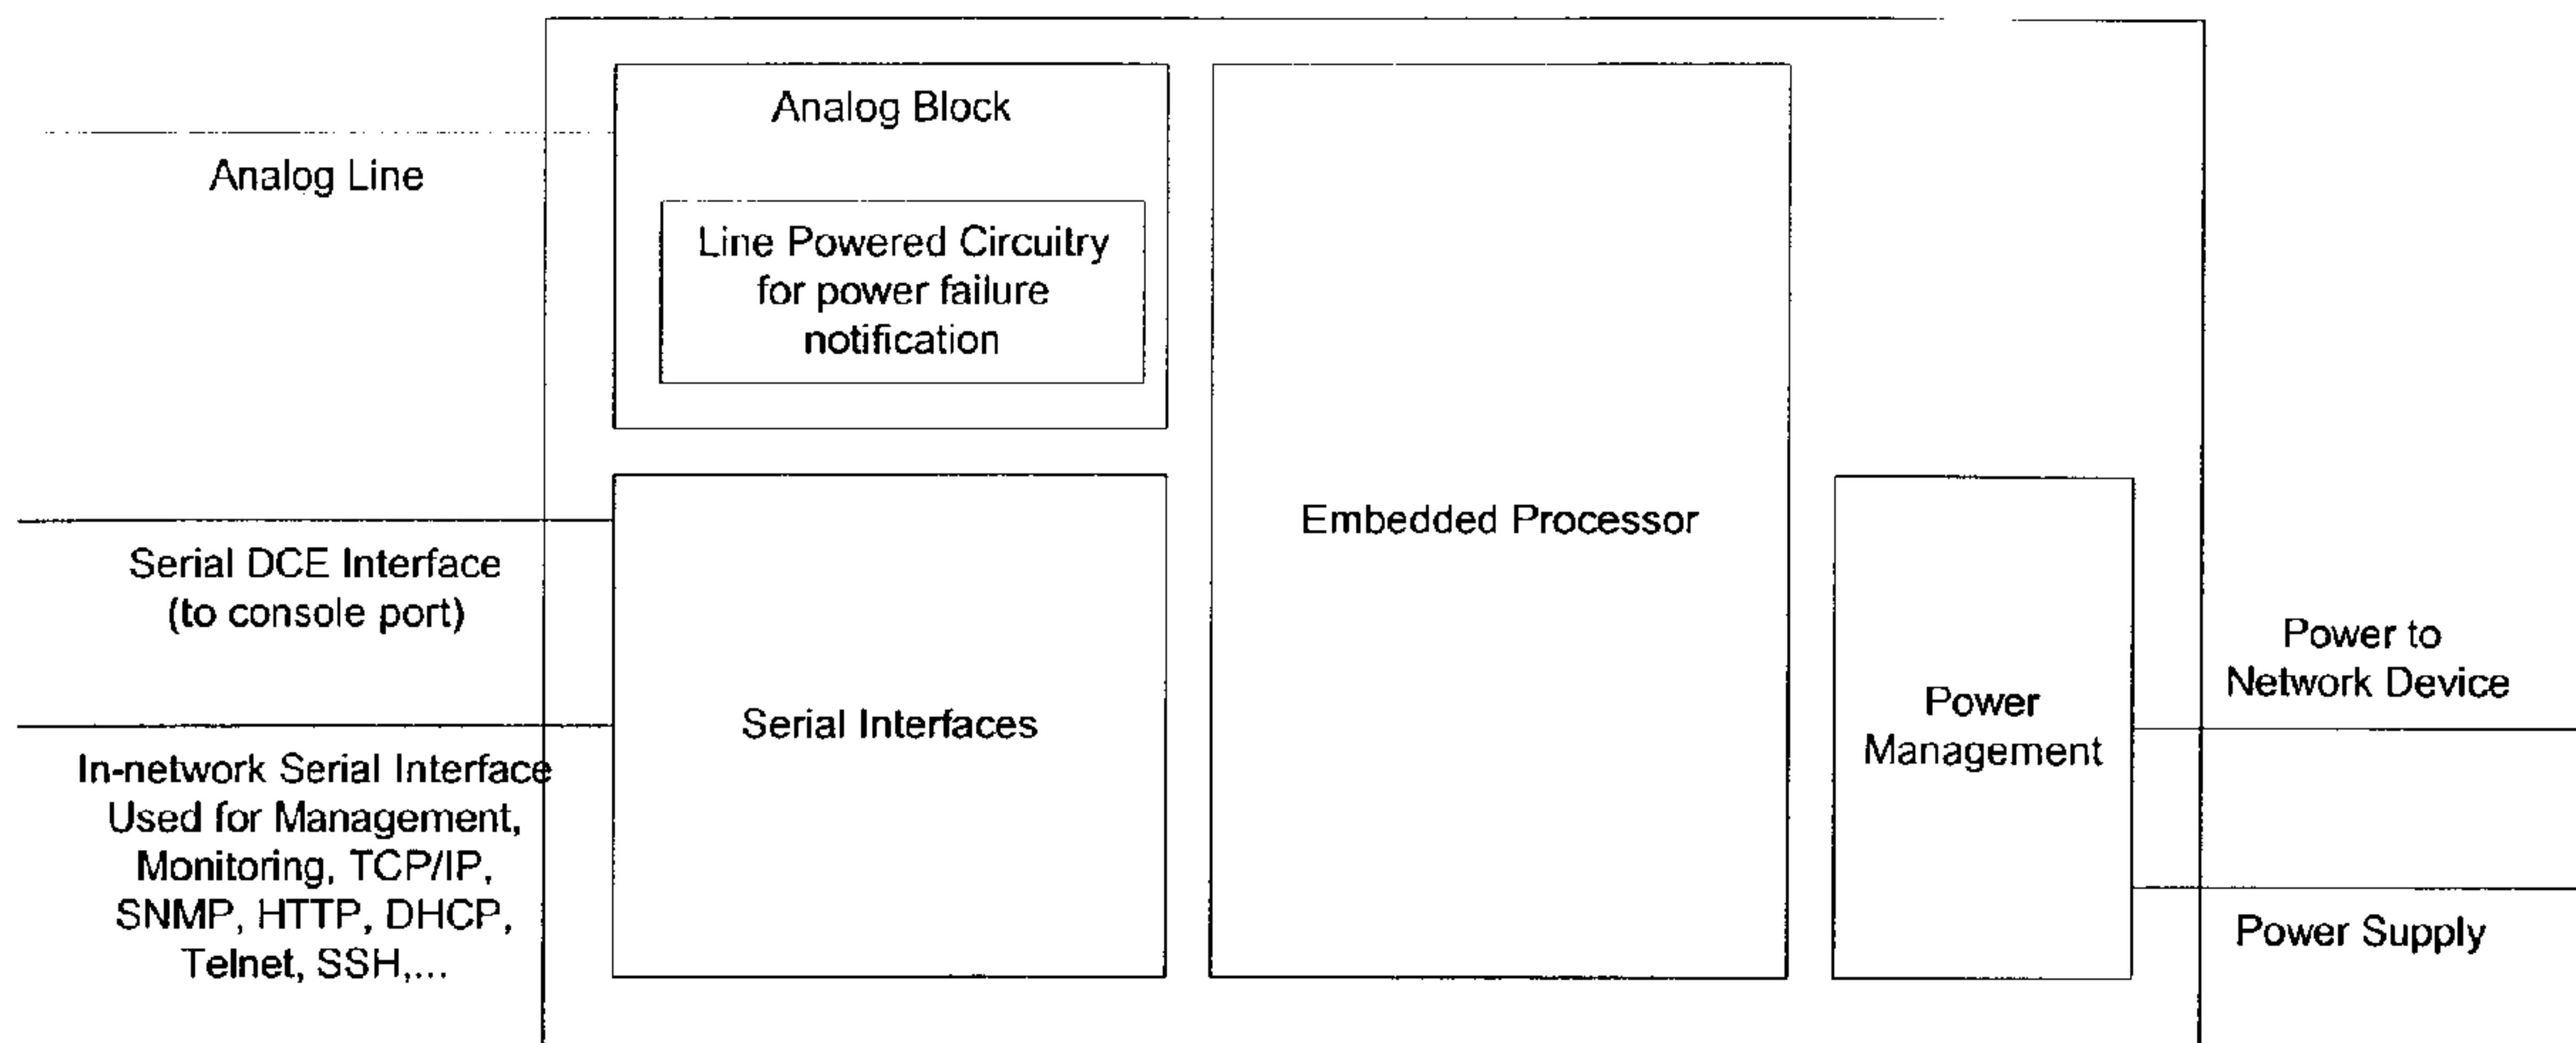 Analog Block
Analog Line
Line Powered Circuitry
for power failure
notification
Serial DCE Interface
(to console port)
Embedded Processor
Power to
Network Device
Power
Management
Serial Interfaces
In-network Serial Interface
Used for Management,
Monitoring, TCP/IP,
SNMP, HTTP, DHCP,
Telnet, SSH,...
Power Supply